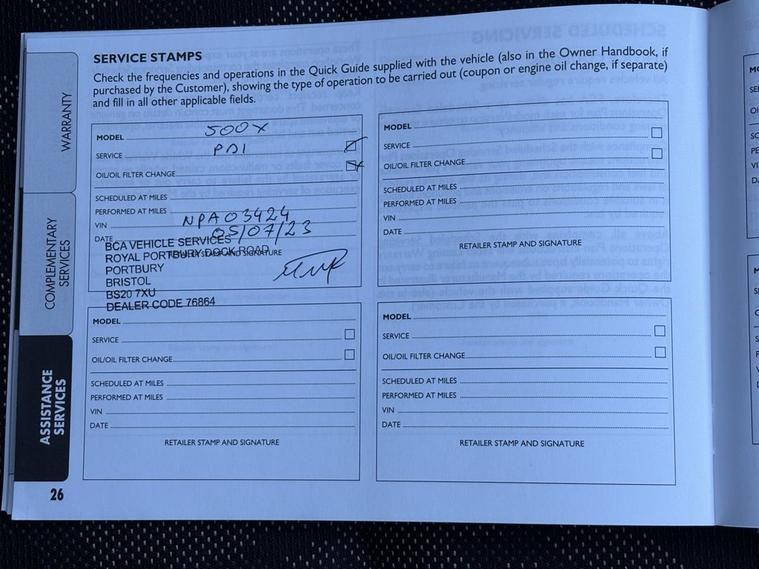 SERVICE STAMPS
Check the frequencies and operations in the Quick Guide supplied with the vehicle (also in the Owner Handbook, if
purchased by the Customer), showing the type of operation to be carried out (coupon or engine oil change, if separate)
and fill in all other applicable fields.
WARRANTY
COMPLEMENTARY
SERVICES
ASSISTANCE
SERVICES
MODEL 500X
SERVICE PDI
OIL/OIL FILTER CHANGE
SCHEDULED AT MILES
PERFORMED AT MILES
VIN NPA03424
DATE 05/07/23
RETAILER STAMP AND SIGNATURE
BCA VEHICLE SERVICES
ROYAL PORTBURY DOCK ROAD
PORTBURY
BRISTOL
BS20 7XU
DEALER CODE 76864
MODEL
SERVICE
OIL/OIL FILTER CHANGE
SCHEDULED AT MILES
PERFORMED AT MILES
VIN
DATE
RETAILER STAMP AND SIGNATURE
MODEL
SERVICE
OIL/OIL FILTER CHANGE
SCHEDULED AT MILES
PERFORMED AT MILES
VIN
DATE
RETAILER STAMP AND SIGNATURE
MODEL
SERVICE
OIL/OIL FILTER CHANGE
SCHEDULED AT MILES
PERFORMED AT MILES
VIN
DATE
RETAILER STAMP AND SIGNATURE
26